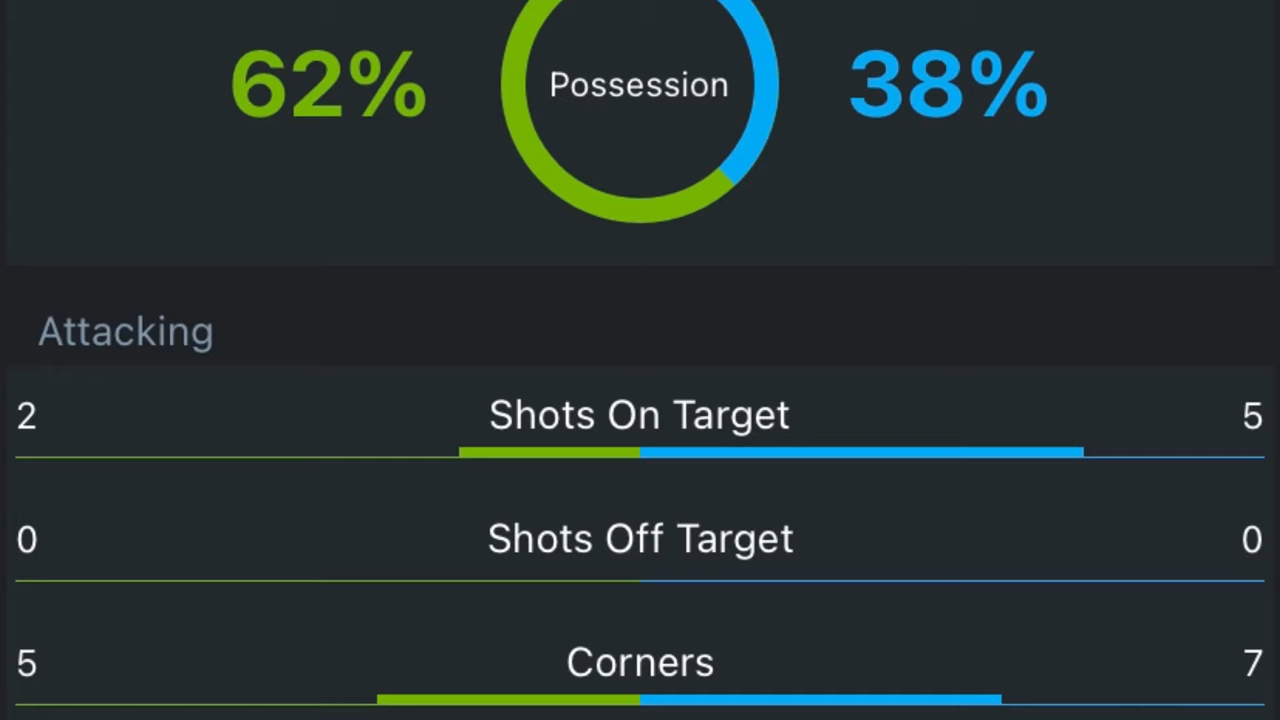 62% Possession 38%
Attacking
2 Shots On Target 5
0 Shots Off Target 0
5 Corners 7